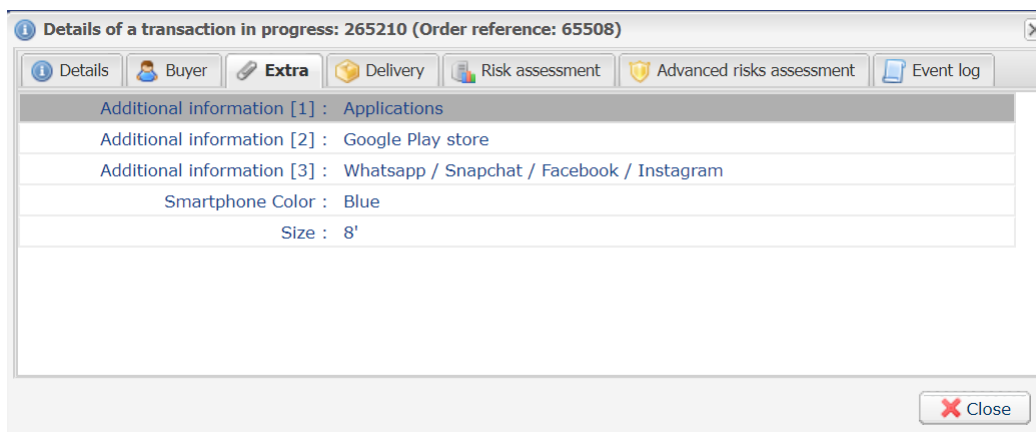 Details of a transaction in progress: 265210 (Order reference: 65508)
Details Buyer Extra Delivery Risk assessment Advanced risks assessment Event log
Additional information [1] : Applications
Additional information [2] : Google Play store
Additional information [3] : Whatsapp / Snapchat / Facebook / Instagram
Smartphone Color : Blue
Size : 8'
Close